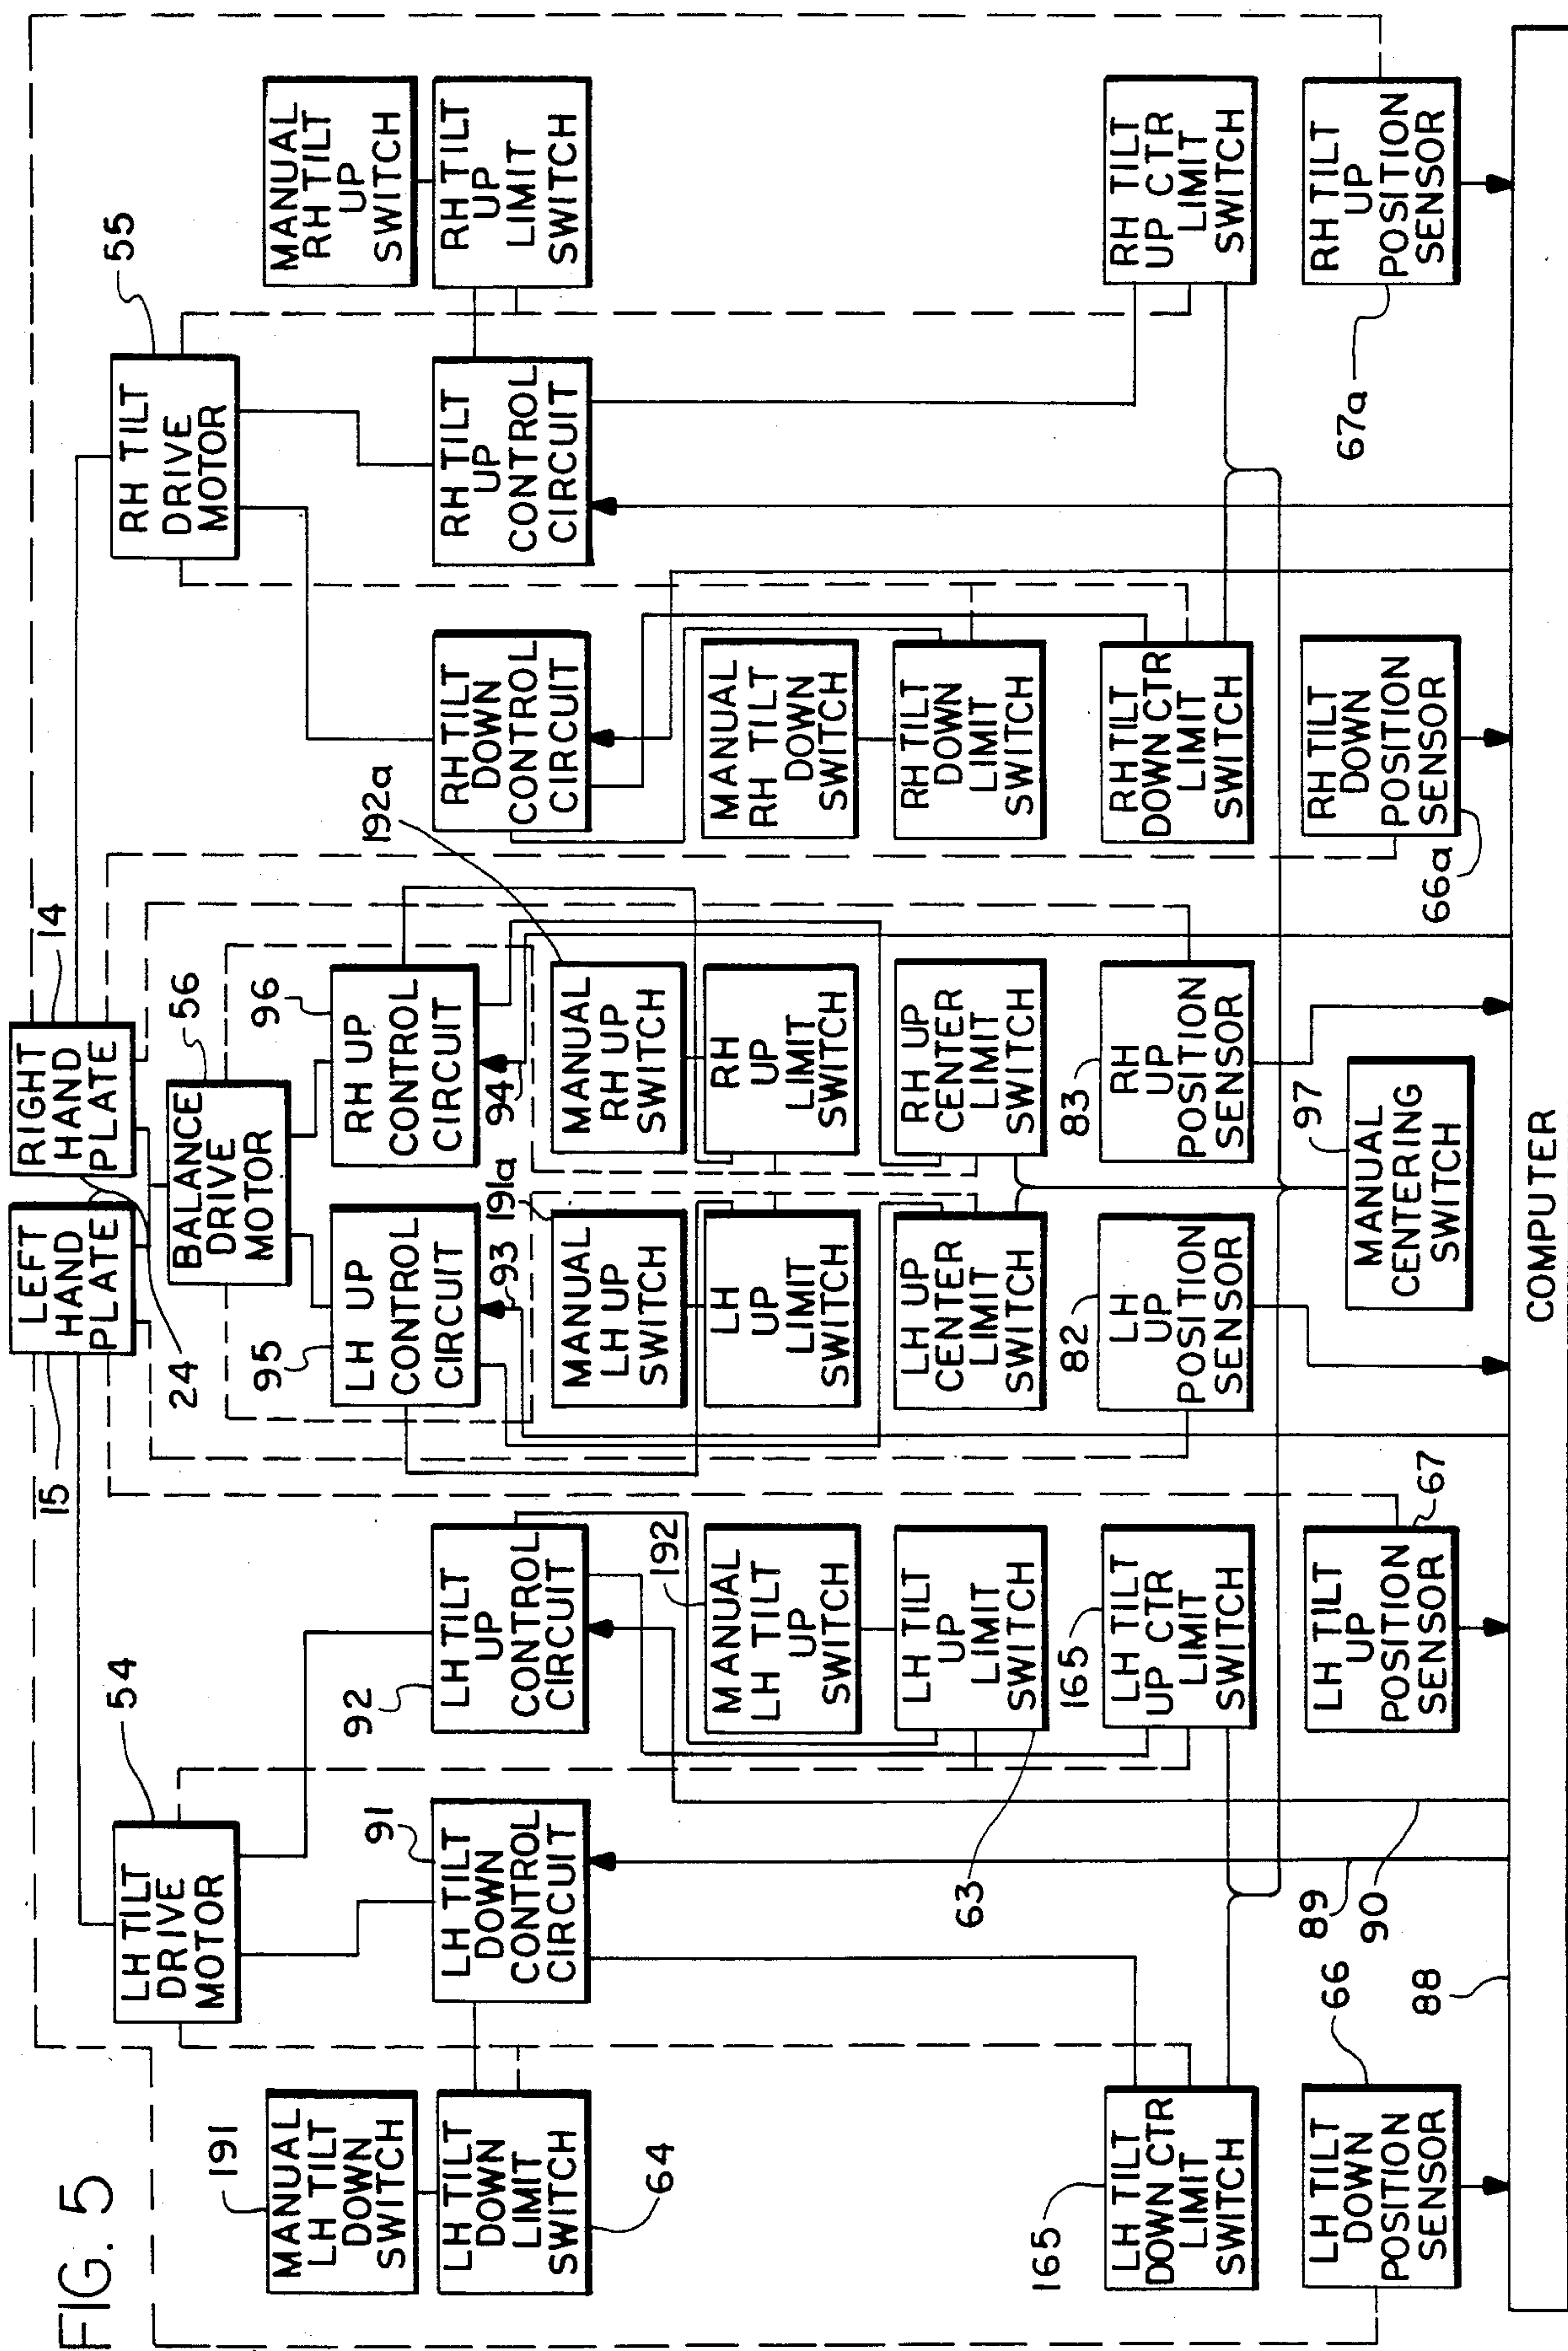 FIG. 5
LEFT
HAND
PLATE
RIGHT
HAND
PLATE
15
14
24
LH TILT
DRIVE
MOTOR
54
BALANCE
DRIVE
MOTOR
56
RH TILT
DRIVE
MOTOR
55
MANUAL
LH TILT
DOWN
SWITCH
191
LH TILT
DOWN
LIMIT
SWITCH
64
LH TILT
DOWN
CONTROL
CIRCUIT
91
LH TILT
UP
CONTROL
CIRCUIT
92
LH UP
CONTROL
CIRCUIT
95
93
RH UP
CONTROL
CIRCUIT
96
94
RH TILT
DOWN
CONTROL
CIRCUIT
RH TILT
UP
CONTROL
CIRCUIT
MANUAL
RH TILT
UP
SWITCH
RH TILT
UP
LIMIT
SWITCH
MANUAL
LH TILT
UP
SWITCH
192
LH TILT
UP
LIMIT
SWITCH
63
MANUAL
LH UP
SWITCH
191a
LH
UP
LIMIT
SWITCH
MANUAL
RH UP
SWITCH
192a
RH
UP
LIMIT
SWITCH
MANUAL
RH TILT
DOWN
SWITCH
RH TILT
DOWN
LIMIT
SWITCH
LH TILT
DOWN CTR
LIMIT
SWITCH
165
LH TILT
UP CTR
LIMIT
SWITCH
165
LH UP
CENTER
LIMIT
SWITCH
RH UP
CENTER
LIMIT
SWITCH
RH TILT
DOWN CTR
LIMIT
SWITCH
RH TILT
UP CTR
LIMIT
SWITCH
LH TILT
DOWN
POSITION
SENSOR
66
LH TILT
UP
POSITION
SENSOR
67
LH
UP
POSITION
SENSOR
82
RH
UP
POSITION
SENSOR
83
RH TILT
DOWN
POSITION
SENSOR
66a
RH TILT
UP
POSITION
SENSOR
67a
MANUAL
CENTERING
SWITCH
97
89
90
88
COMPUTER